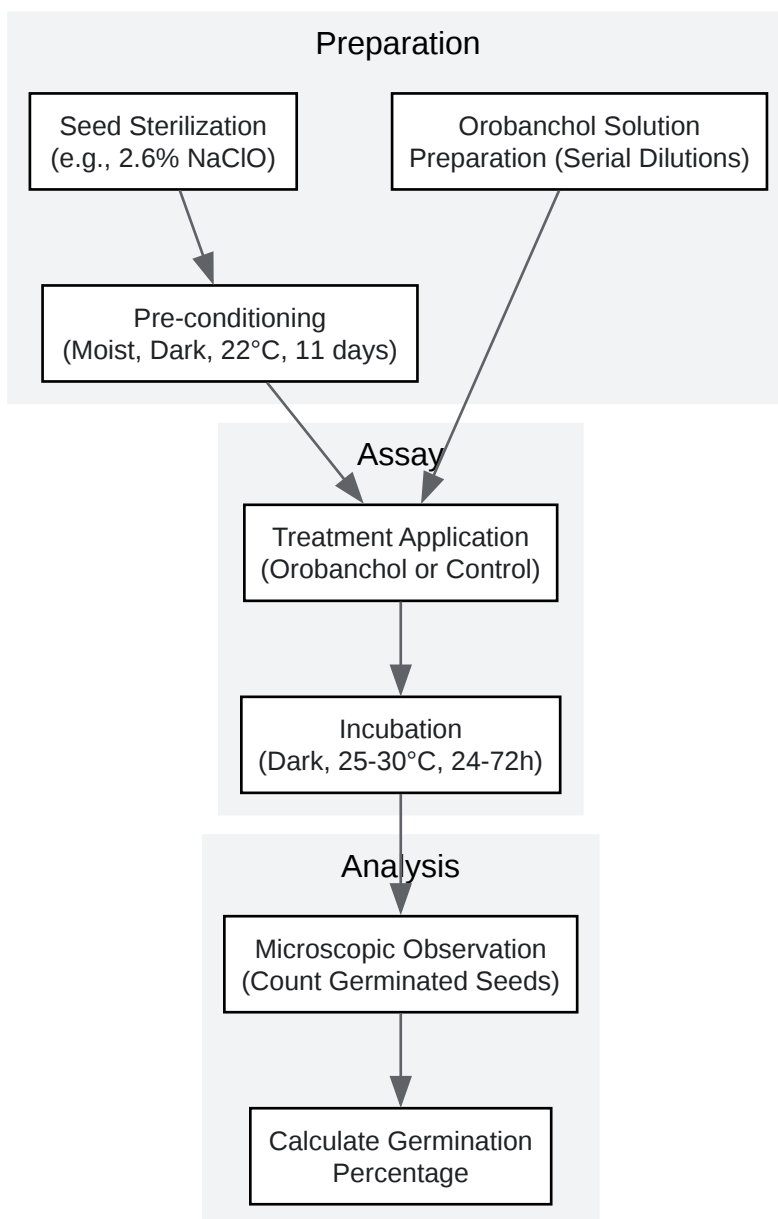 Preparation
Seed Sterilization
(e.g., 2.6% NaClO)
Orobanchol Solution
Preparation (Serial Dilutions)
Pre-conditioning
(Moist, Dark, 22°C, 11 days)
Assay
Treatment Application
(Orobanchol or Control)
Incubation
(Dark, 25-30°C, 24-72h)
Analysis
Microscopic Observation
(Count Germinated Seeds)
Calculate Germination
Percentage